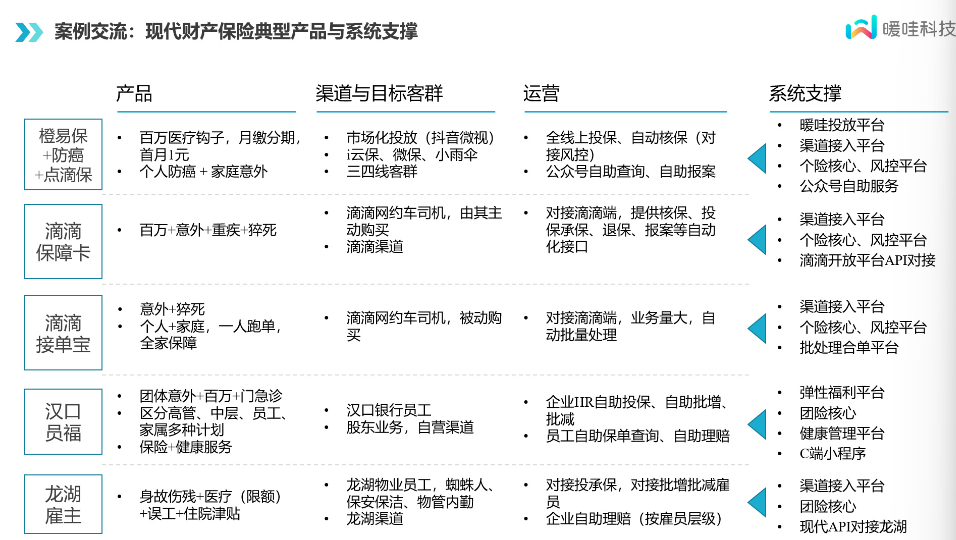 案例交流：现代财产保险典型产品与系统支撑
暖哇科技
产品
渠道与目标客群
运营
系统支撑
橙易保
+防癌
+点滴保
• 百万医疗钩子，月缴分期，
首月1元
• 个人防癌 + 家庭意外
• 市场化投放（抖音微视）
• i云保、微保、小雨伞
• 三四线客群
• 全线上投保、自动核保（对
接风控）
• 公众号自助查询、自助报案
• 暖哇投放平台
• 渠道接入平台
• 个险核心、风控平台
• 公众号自助服务
滴滴
保障卡
• 百万+意外+重疾+猝死
• 滴滴网约车司机，由其主
动购买
• 滴滴渠道
• 对接滴滴端，提供核保、投
保承保、退保、报案等自动
化接口
• 渠道接入平台
• 个险核心、风控平台
• 滴滴开放平台API对接
滴滴
接单宝
• 意外+猝死
• 个人+家庭，一人跑单，
全家保障
• 滴滴网约车司机，被动购
买
• 对接滴滴端，业务量大，自
动批量处理
• 渠道接入平台
• 个险核心、风控平台
• 批处理合单平台
汉口
员福
• 团体意外+百万+门急诊
• 区分高管、中层、员工、
家属多种计划
• 保险+健康服务
• 汉口银行员工
• 股东业务，自营渠道
• 企业HR自助投保、自助批增、
批减
• 员工自助保单查询、自助理赔
• 弹性福利平台
• 团险核心
• 健康管理平台
• C端小程序
龙湖
雇主
• 身故伤残+医疗（限额）
+误工+住院津贴
• 龙湖物业员工，蜘蛛人、
保安保洁、物管内勤
• 龙湖渠道
• 对接投承保，对接批增批减雇
员
• 企业自助理赔（按雇员层级）
• 渠道接入平台
• 团险核心
• 现代API对接龙湖